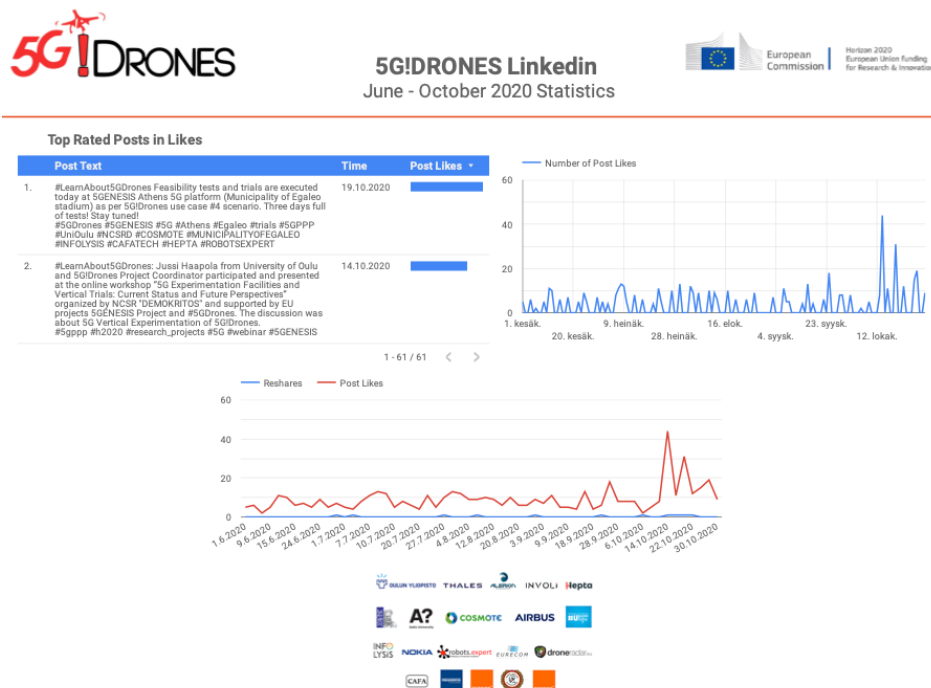 5G!DRONES
5G!DRONES Linkedin
June - October 2020 Statistics
European
Commission
Horizon 2020
European Union funding
for Research & Innovation
Top Rated Posts in Likes
Post Text Time Post Likes
1. #LearnAbout5GDrones Feasibility tests and trials are executed 19.10.2020
today at 5GENESIS Athens 5G platform (Municipality of Egaleo
stadium) as per 5G!Drones use case #4 scenario. Three days full
of tests! Stay tuned!
#5GDrones #5GENESIS #5G #Athens #Egaleo #trials #5GPPP
#UniOulu #NCSRD #COSMOTE #MUNICIPALITYOFEGALEO
#INFOLYSIS #CAFATECH #HEPTA #ROBOTSEXPERT
2. #LearnAbout5GDrones: Jussi Haapola from University of Oulu 14.10.2020
and 5G!Drones Project Coordinator participated and presented
at the online workshop "5G Experimentation Facilities and
Vertical Trials: Current Status and Future Perspectives"
organized by NCSR "DEMOKRITOS" and supported by EU
projects 5GENESIS Project and #5GDrones. The discussion was
about 5G Vertical Experimentation of 5G!Drones.
#5gppp #h2020 #research_projects #5G #webinar #5GENESIS
1 - 61 / 61
Number of Post Likes
60
40
20
0
1. kesäk. 9. heinäk. 16. elok. 23. syysk.
20. kesäk. 28. heinäk. 4. syysk. 12. lokak.
Reshares Post Likes
60
40
20
0
1.6.2020 9.6.2020 15.6.2020 24.6.2020 1.7.2020 7.7.2020 10.7.2020 20.7.2020 27.7.2020 4.8.2020 12.8.2020 20.8.2020 3.9.2020 9.9.2020 18.9.2020 28.9.2020 6.10.2020 14.10.2020 22.10.2020 30.10.2020
OULUN YLIOPISTO THALES ALERION INVOLI Hepta
A? COSMOTE AIRBUS
INFO
LYSIS NOKIA robots.expert EURECOM droneradar.eu
CAFA